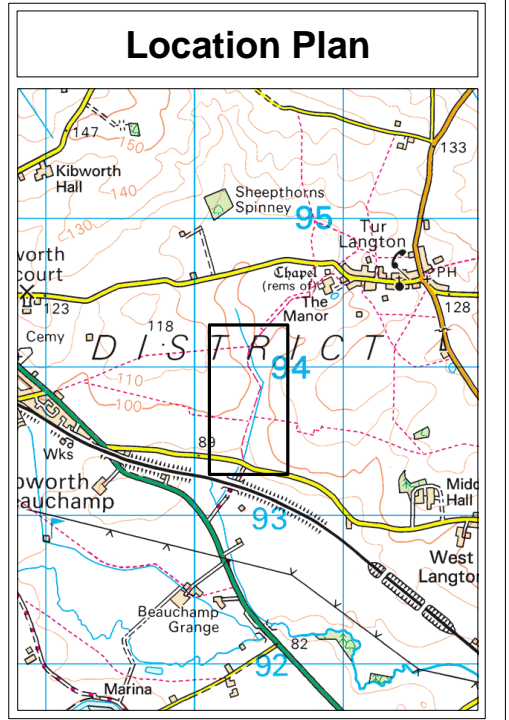 Location Plan
147
150
133
Kibworth
Hall
140
Sheepthorns
Spinney
95
130
Tur
Langton
worth
court
Chapel
(rems of)
PH
The
Manor
123
128
118
Cemy
DISTRICT
94
110
100
89
Wks
bworth
auchamp
Midd
Hall
93
West
Langton
Beauchamp
Grange
82
92
Marina